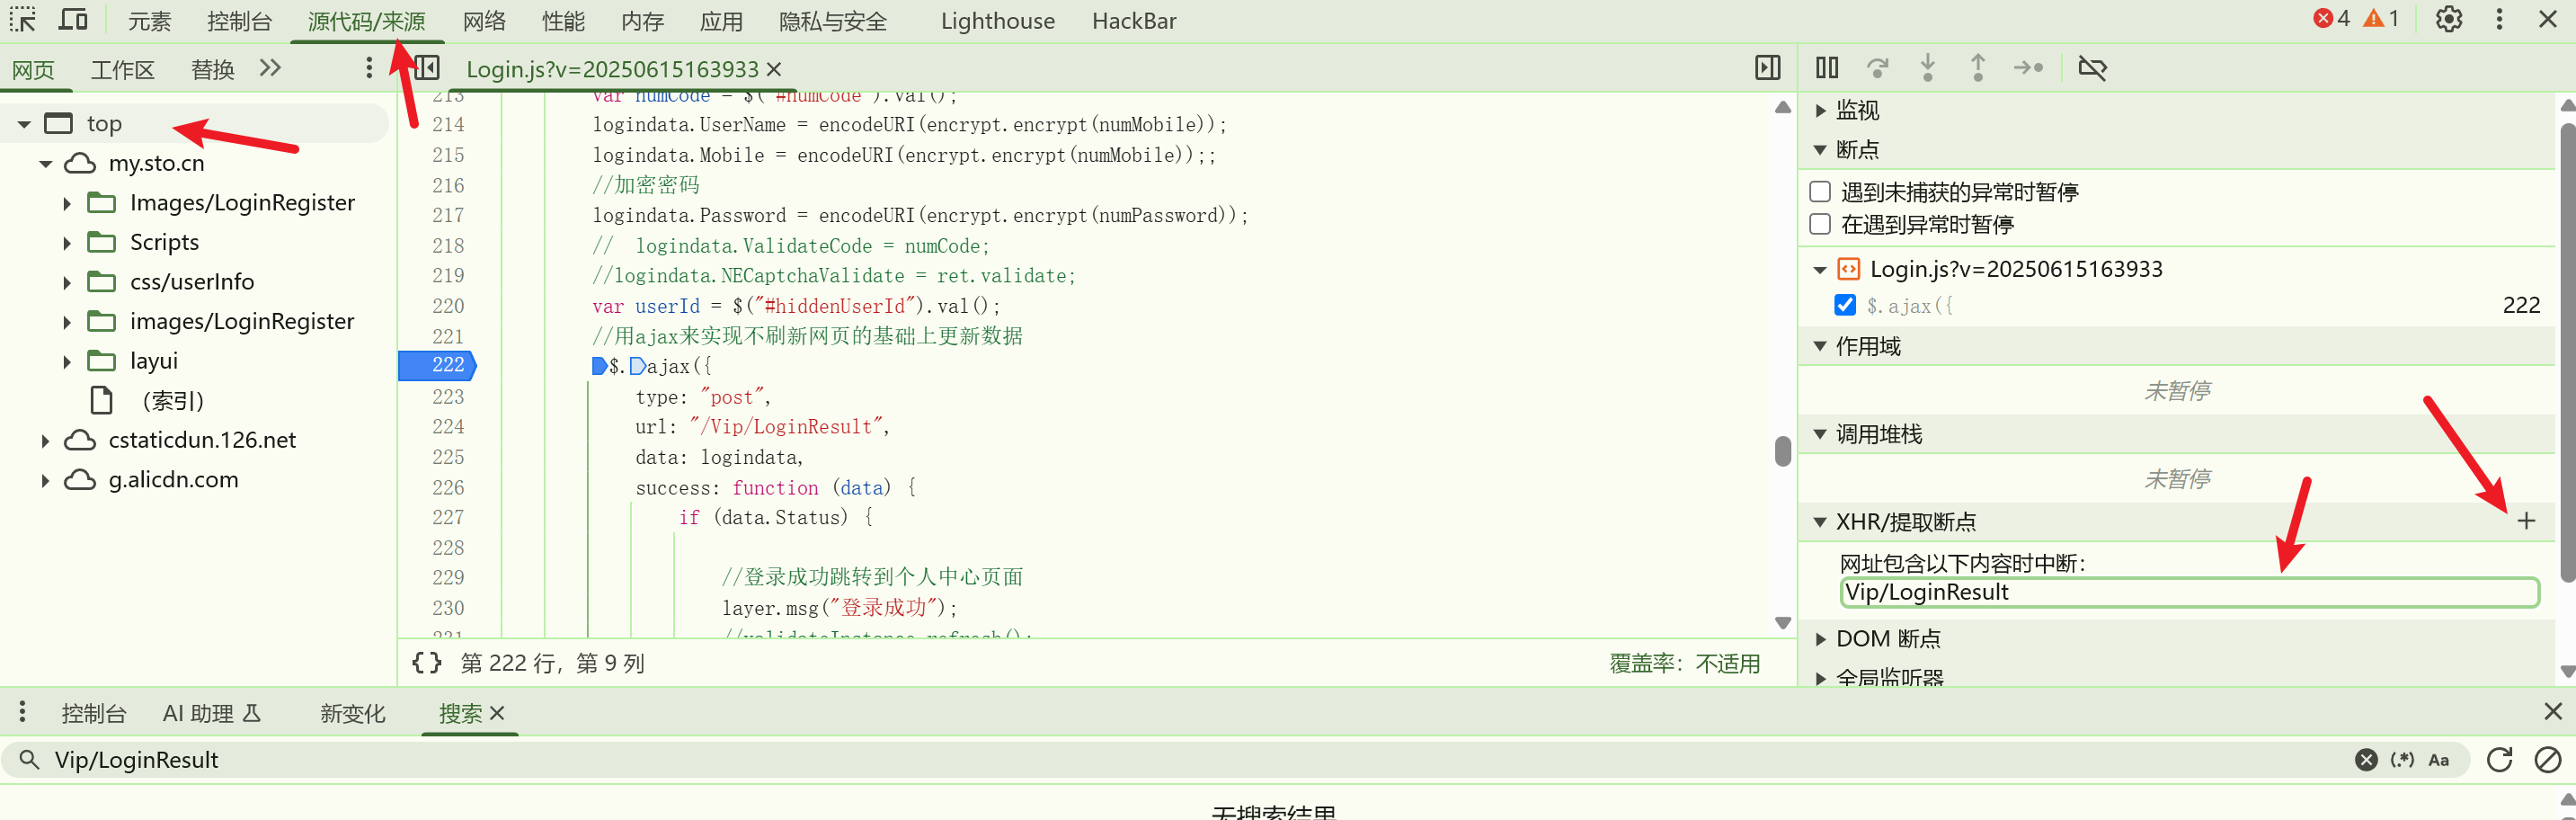 元素 控制台 源代码/来源 网络 性能 内存 应用 隐私与安全 Lighthouse HackBar 4 1
网页 工作区 替换
Login.js?v=20250615163933
top
my.sto.cn
Images/LoginRegister
Scripts
css/userInfo
images/LoginRegister
layui
（索引）
cstaticdun.126.net
g.alicdn.com
213 var numCode = $("#numCode").val();
214 logindata.UserName = encodeURI(encrypt.encrypt(numMobile));
215 logindata.Mobile = encodeURI(encrypt.encrypt(numMobile));;
216 //加密密码
217 logindata.Password = encodeURI(encrypt.encrypt(numPassword));
218 //  logindata.ValidateCode = numCode;
219 //logindata.NECaptchaValidate = ret.validate;
220 var userId = $("#hiddenUserId").val();
221 //用ajax来实现不刷新网页的基础上更新数据
222 $.ajax({
223 type: "post",
224 url: "/Vip/LoginResult",
225 data: logindata,
226 success: function (data) {
227 if (data.Status) {
228
229 //登录成功跳转到个人中心页面
230 layer.msg("登录成功");
231 //validateInstance.refresh();
{} 第 222 行，第 9 列 覆盖率：不适用
监视
断点
遇到未捕获的异常时暂停
在遇到异常时暂停
Login.js?v=20250615163933
$.ajax({ 222
作用域
未暂停
调用堆栈
未暂停
XHR/提取断点
网址包含以下内容时中断：
Vip/LoginResult
DOM 断点
全局监听器
控制台 AI 助理 新变化 搜索
Vip/LoginResult (.*) Aa
无搜索结果